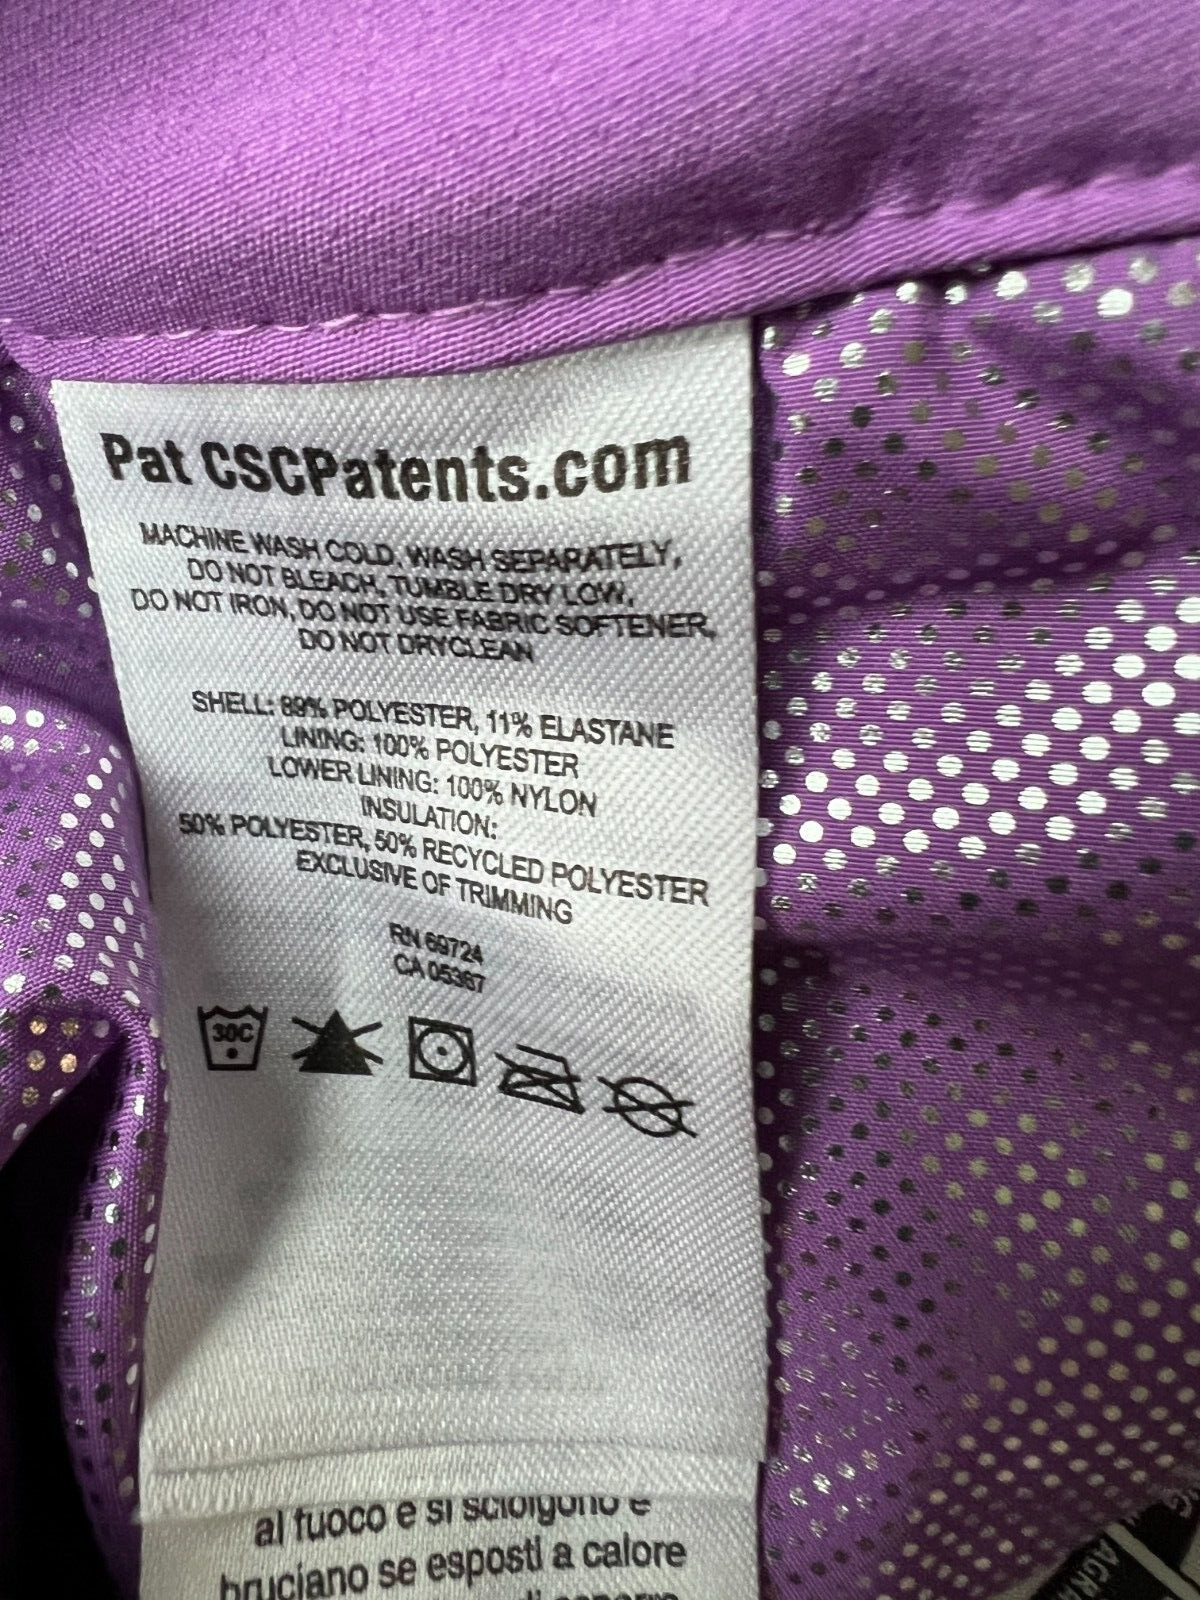 Pat CSCPatents.com
MACHINE WASH COLD, WASH SEPARATELY,
DO NOT BLEACH, TUMBLE DRY LOW,
DO NOT IRON, DO NOT USE FABRIC SOFTENER,
DO NOT DRYCLEAN
SHELL: 89% POLYESTER, 11% ELASTANE
LINING: 100% POLYESTER
LOWER LINING: 100% NYLON
INSULATION:
50% POLYESTER, 50% RECYCLED POLYESTER
EXCLUSIVE OF TRIMMING
RN 69724
CA 05367
30C
al fuoco e si sciolgono e
bruciano se esposti a calore